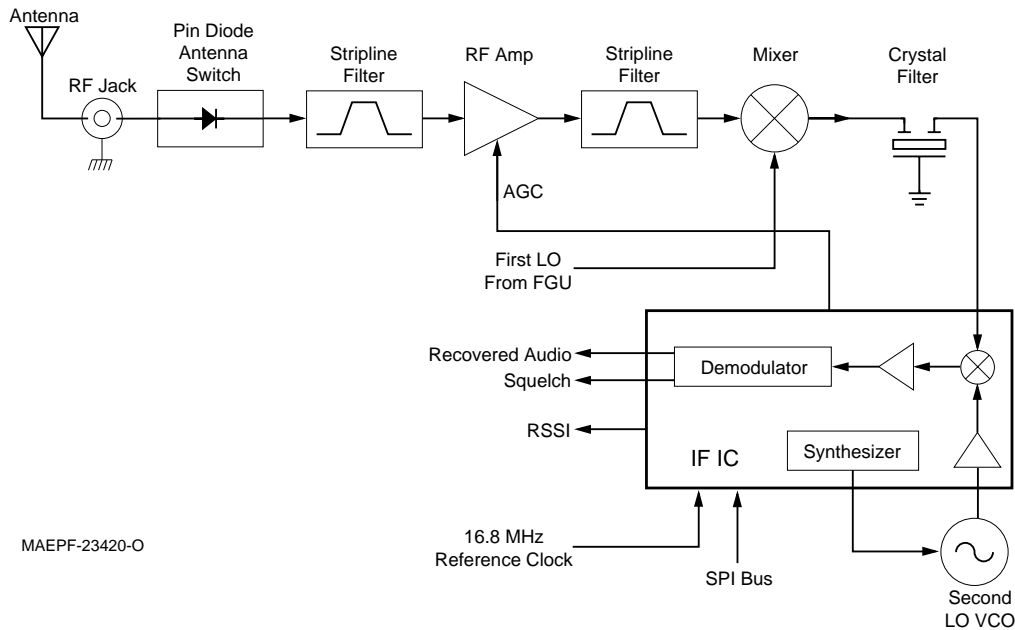 Antenna
Pin Diode
Antenna
Switch
RF Jack
Stripline
Filter
RF Amp
Stripline
Filter
Mixer
Crystal
Filter
AGC
First LO
From FGU
Recovered Audio
Squelch
RSSI
Demodulator
Synthesizer
IF IC
16.8 MHz
Reference Clock
SPI Bus
Second
LO VCO
MAEPF-23420-O